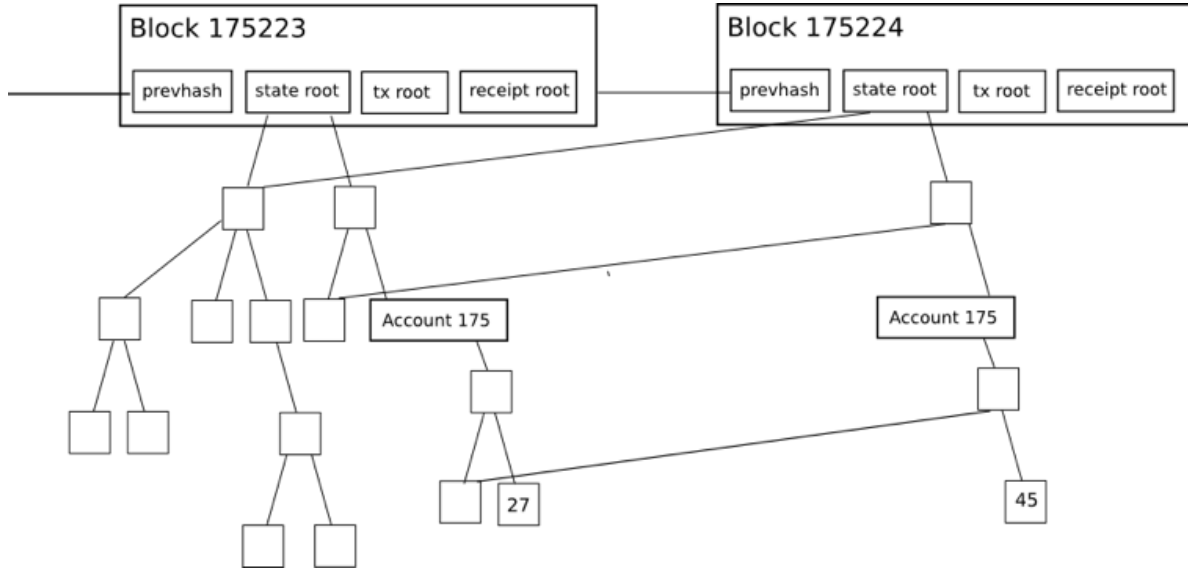 Block 175223
prevhash
state root
tx root
receipt root
Block 175224
prevhash
state root
tx root
receipt root
Account 175
27
Account 175
45